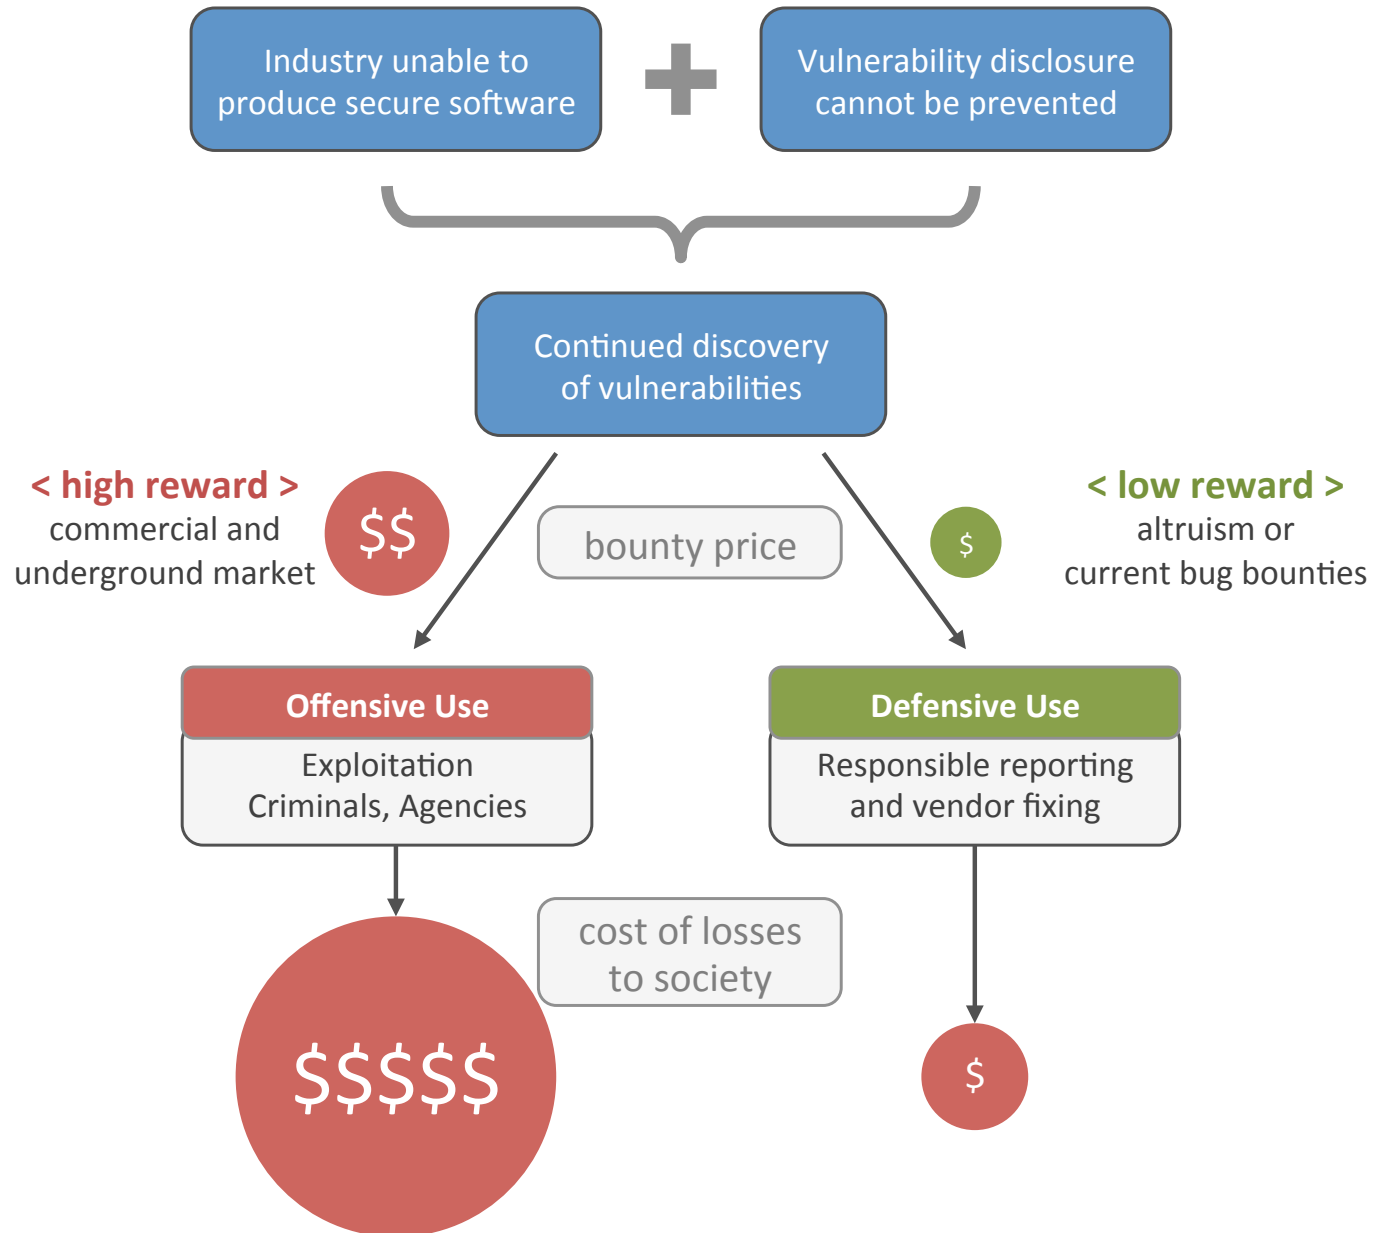 Industry unable to
produce secure software
Vulnerability disclosure
cannot be prevented
Continued discovery
of vulnerabilities
< high reward >
commercial and
underground market
$$
bounty price
$
< low reward >
altruism or
current bug bounties
Offensive Use
Exploitation
Criminals, Agencies
Defensive Use
Responsible reporting
and vendor fixing
cost of losses
to society
$$$$$
$